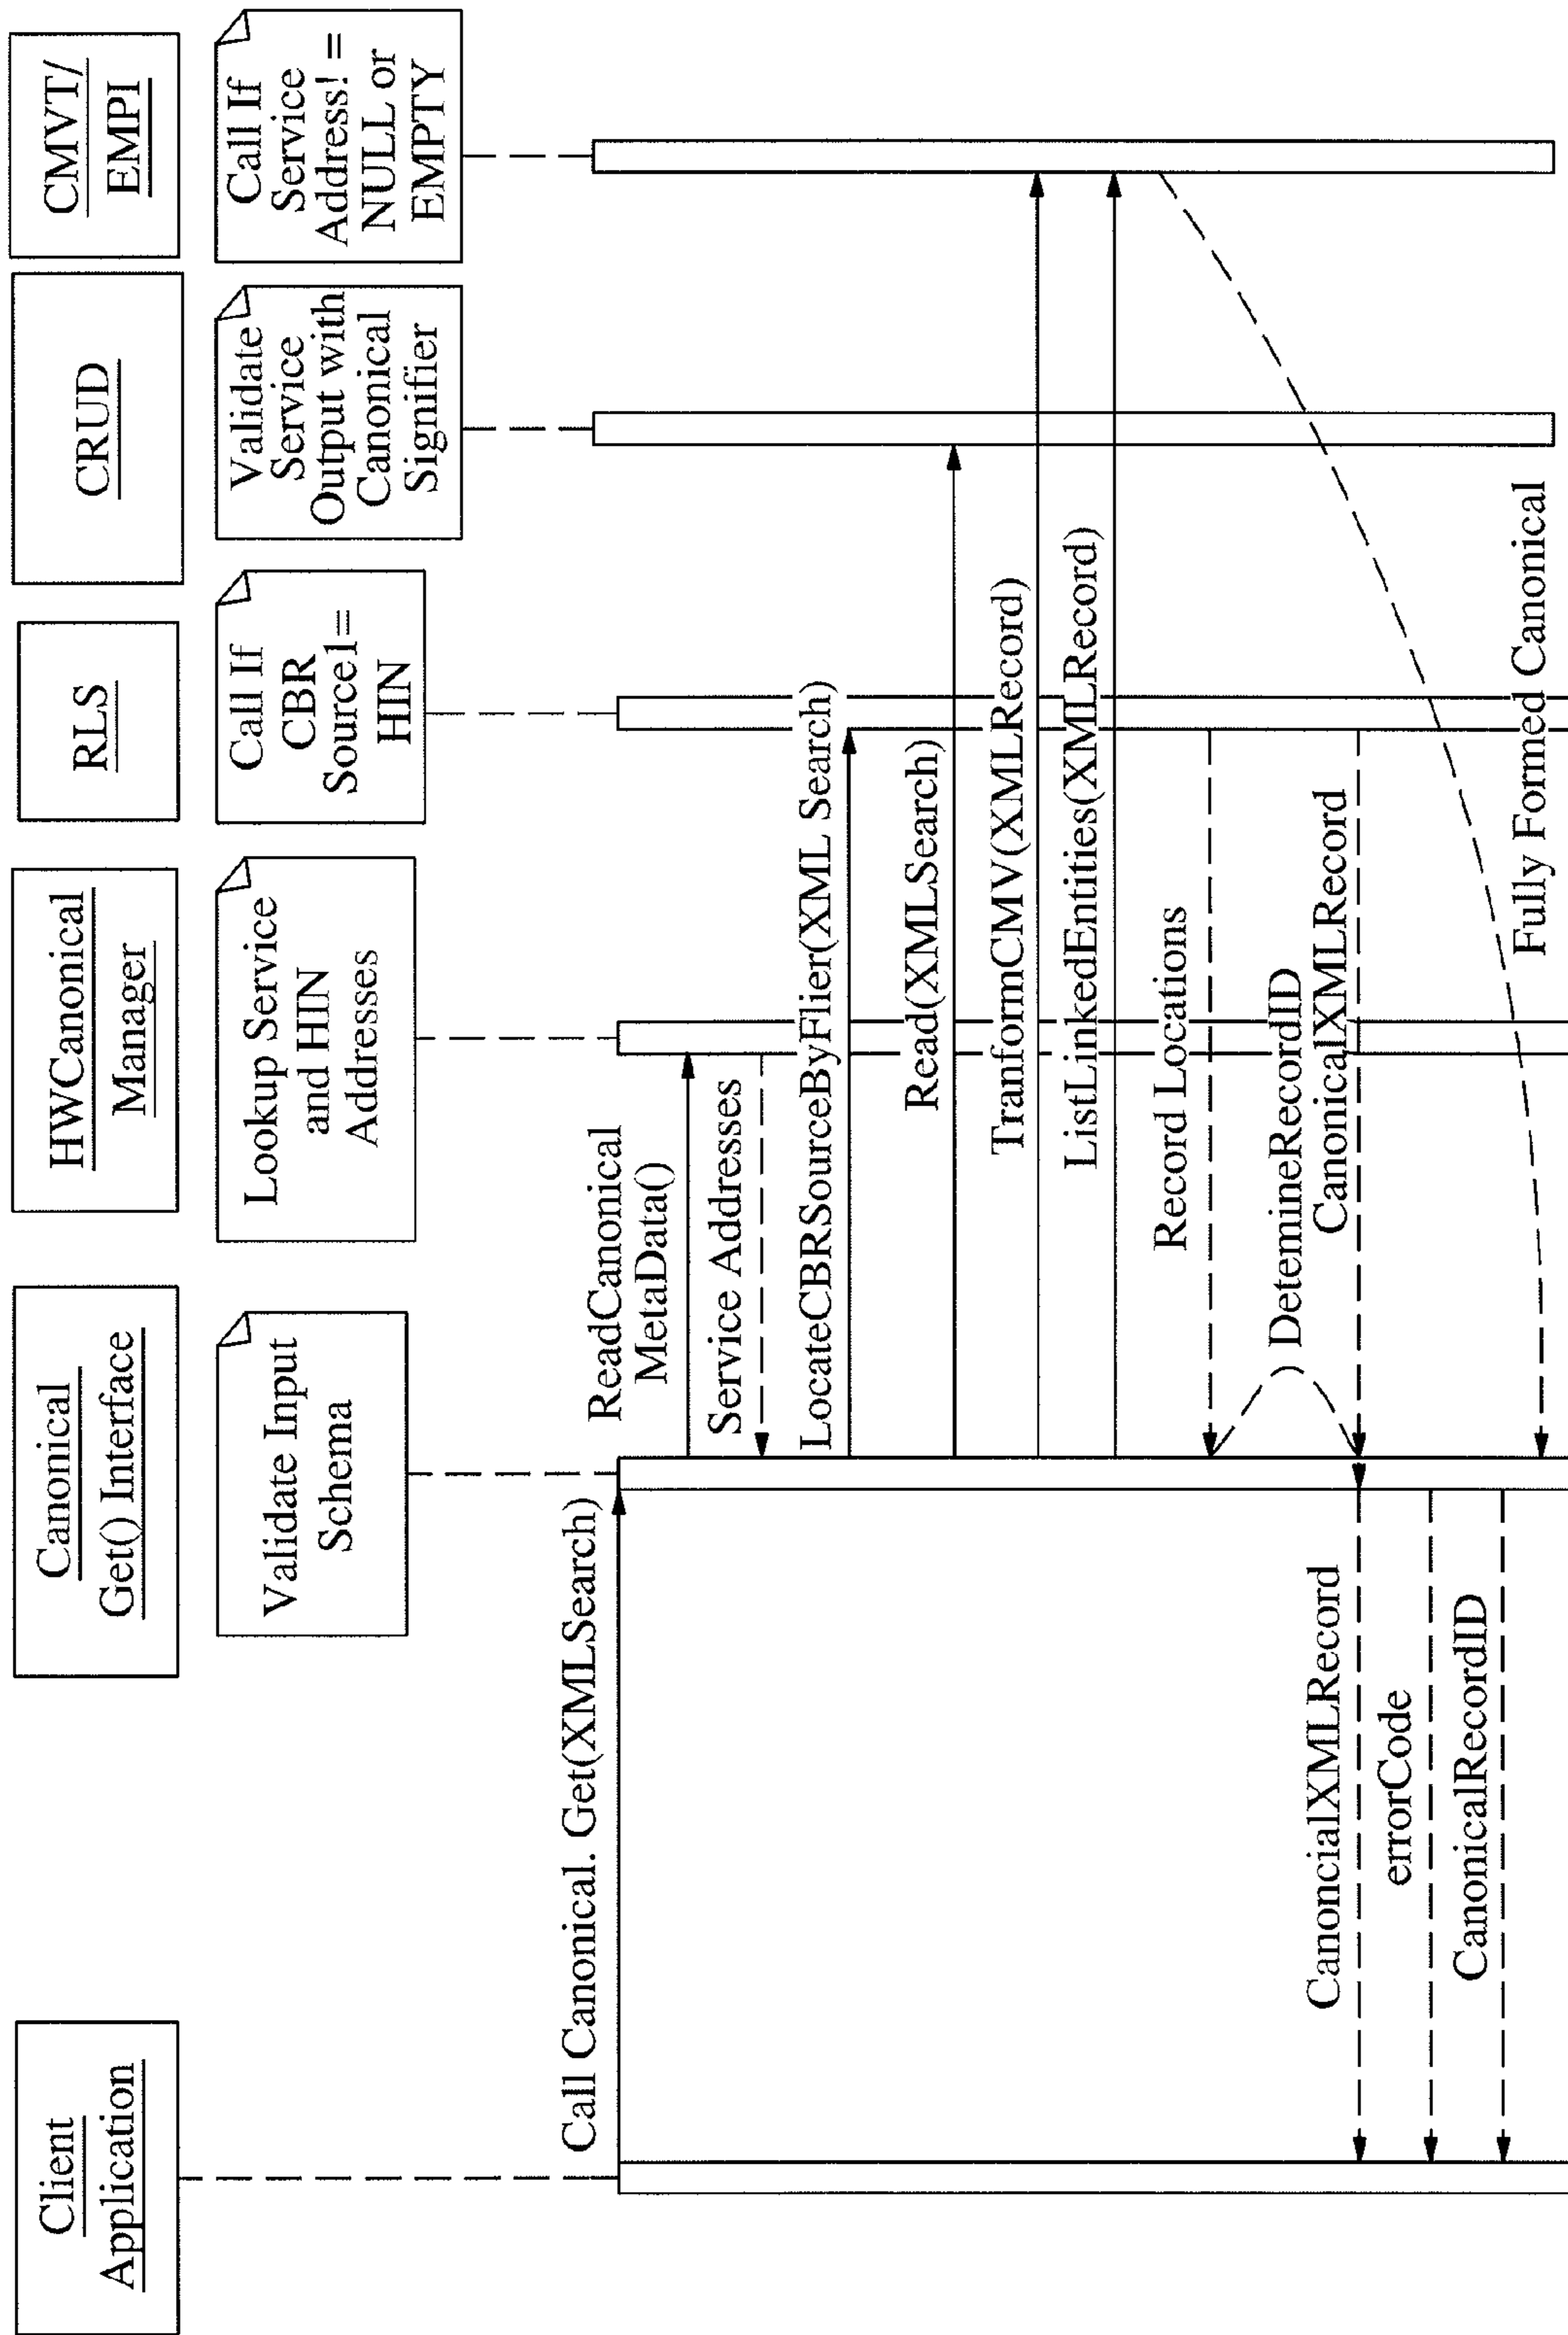 Client
Application
Canonical
Get() Interface
HWCanonical
Manager
RLS
CRUD
CMVT/
EMPI
Validate Input
Schema
Lookup Service
and HIN
Addresses
Call If
CBR
Source1=
HIN
Validate
Service
Output with
Canonical
Signifier
Call If
Service
Address! =
NULL or
EMPTY
Call Canonical. Get(XMLSearch)
ReadCanonical
MetaData()
Service Addresses
LocateCBRSourceByFlier(XML Search)
Read(XMLSearch)
TranformCMV(XMLRecord)
ListLinkedEntities(XMLRecord)
Record Locations
) DetemineRecordID
CanonicalXMLRecord
CanoncialXMLRecord
errorCode
CanonicalRecordID
Fully Formed Canonical